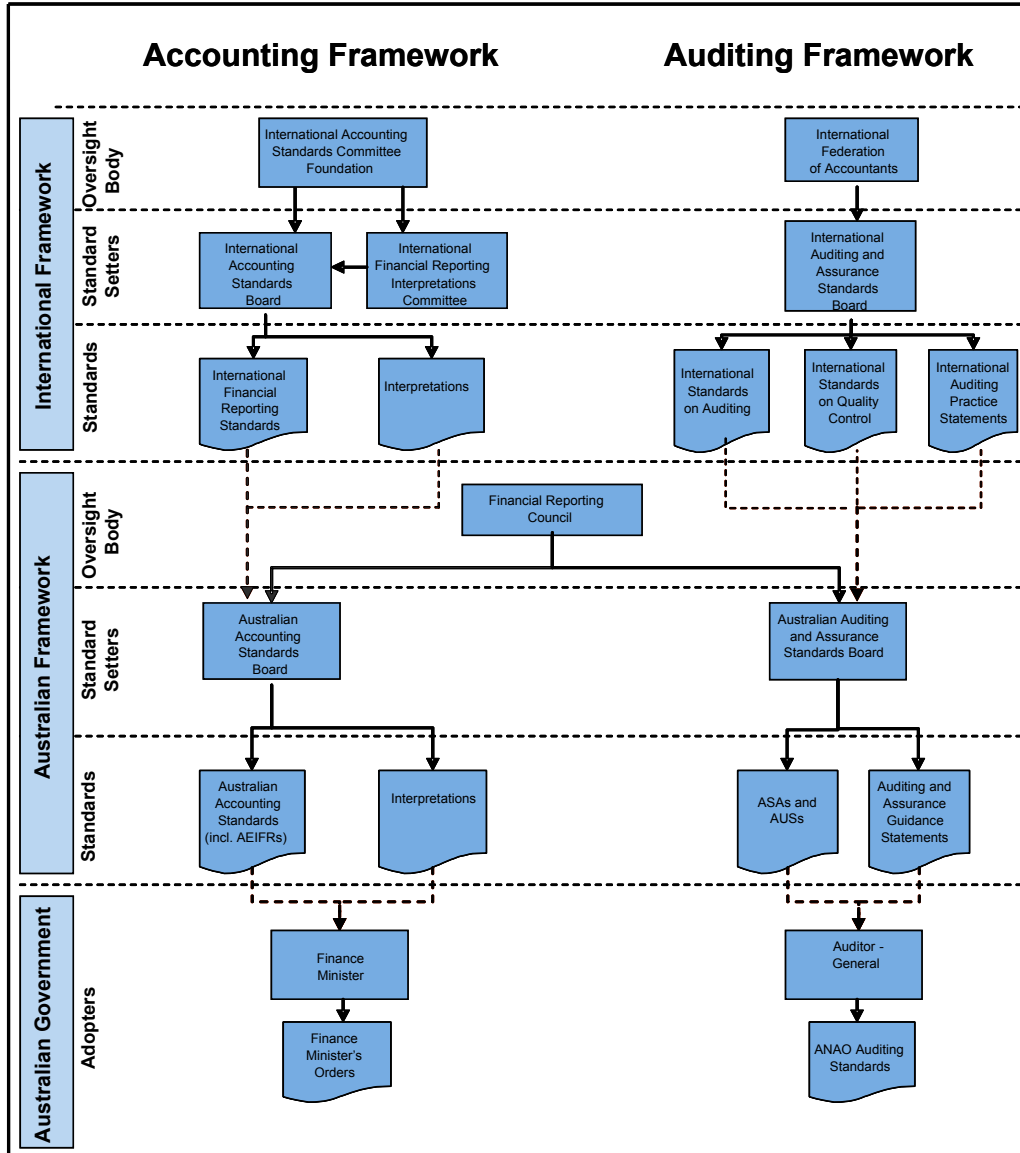 Accounting Framework
Auditing Framework
International Framework
Oversight
Body
International Accounting
Standards Committee
Foundation
International
Federation
of Accountants
Standard
Setters
International
Accounting
Standards
Board
International
Financial Reporting
Interpretations
Committee
International
Auditing and
Assurance
Standards
Board
Standards
International
Financial
Reporting
Standards
Interpretations
International
Standards
on Auditing
International
Standards
on Quality
Control
International
Auditing
Practice
Statements
Australian Framework
Oversight
Body
Financial Reporting
Council
Standard
Setters
Australian
Accounting
Standards
Board
Australian Auditing
and Assurance
Standards Board
Standards
Australian
Accounting
Standards
(incl. AEIFRs)
Interpretations
ASAs and
AUSs
Auditing and
Assurance
Guidance
Statements
Australian Government
Adopters
Finance
Minister
Auditor -
General
Finance
Minister's
Orders
ANAO Auditing
Standards